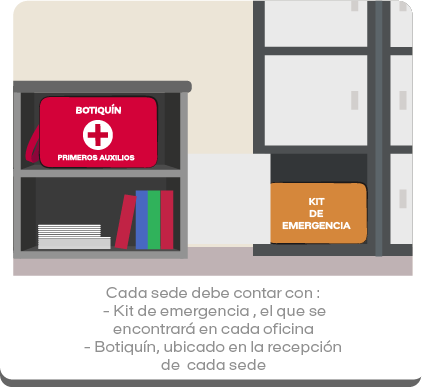 BOTIQUÍN
PRIMEROS AUXILIOS
KIT
DE
EMERGENCIA
Cada sede debe contar con :
- Kit de emergencia , el que se
encontrará en cada oficina
- Botiquín, ubicado en la recepción
de cada sede